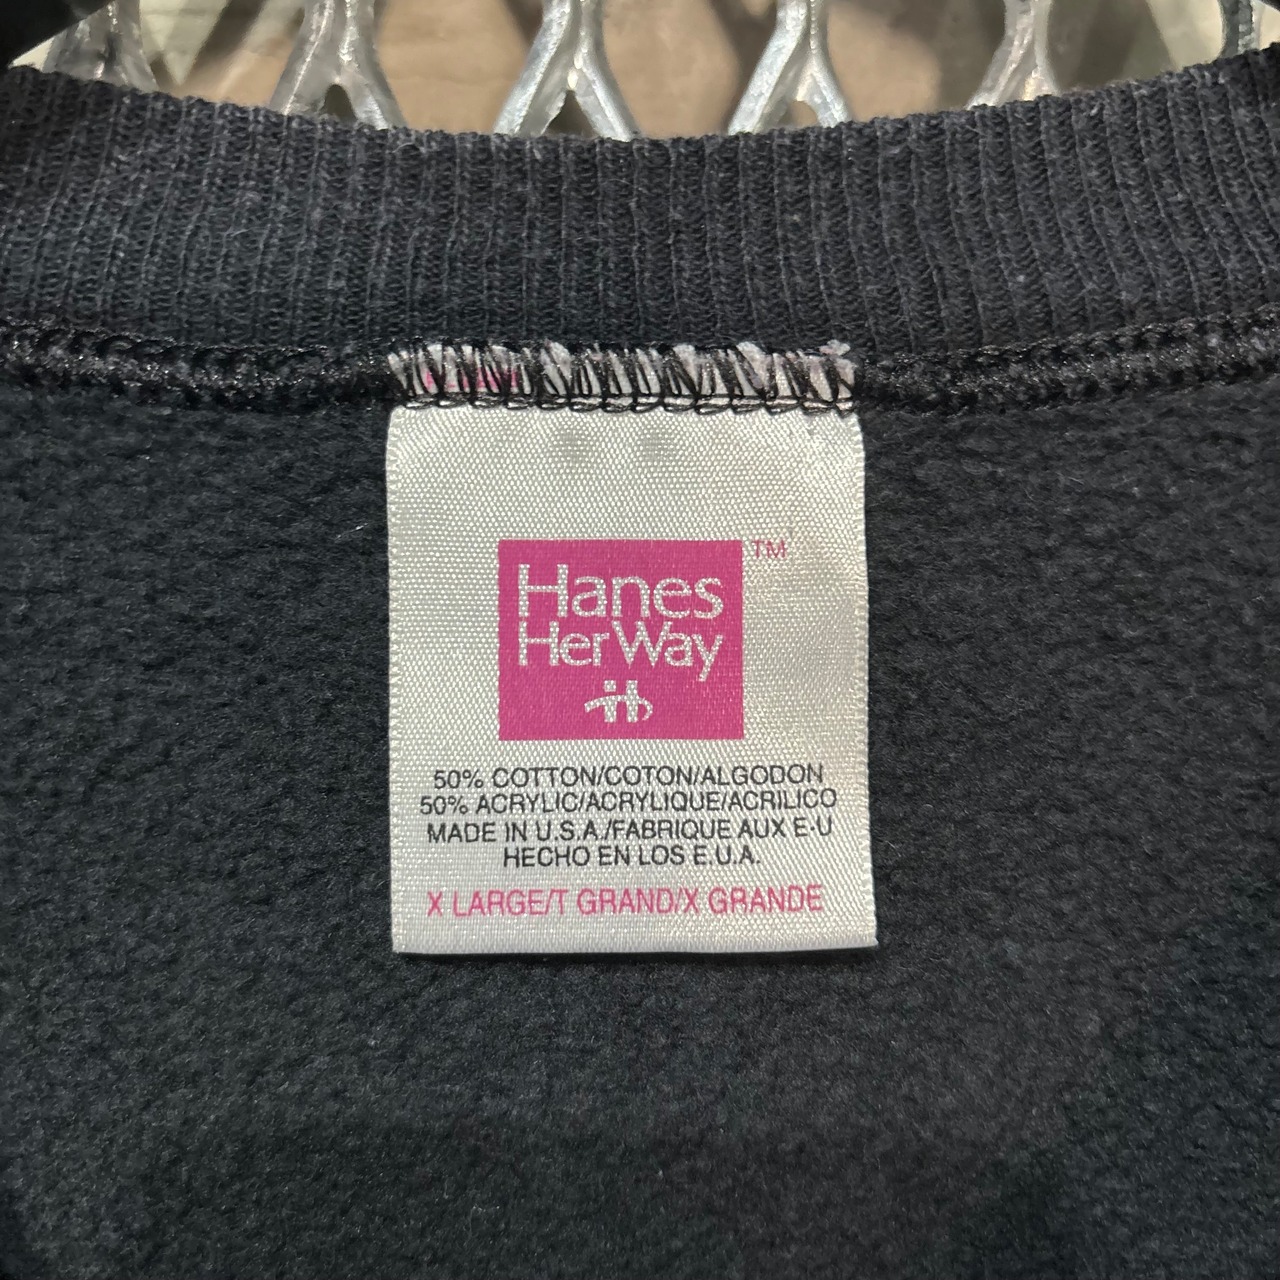 Hanes
Her Way
TM
50% COTTON/COTON/ALGODON
50% ACRYLIC/ACRYLIQUE/ACRILICO
MADE IN U.S.A./FABRIQUE AUX E-U
HECHO EN LOS E.U.A.
X LARGE/T GRAND/X GRANDE